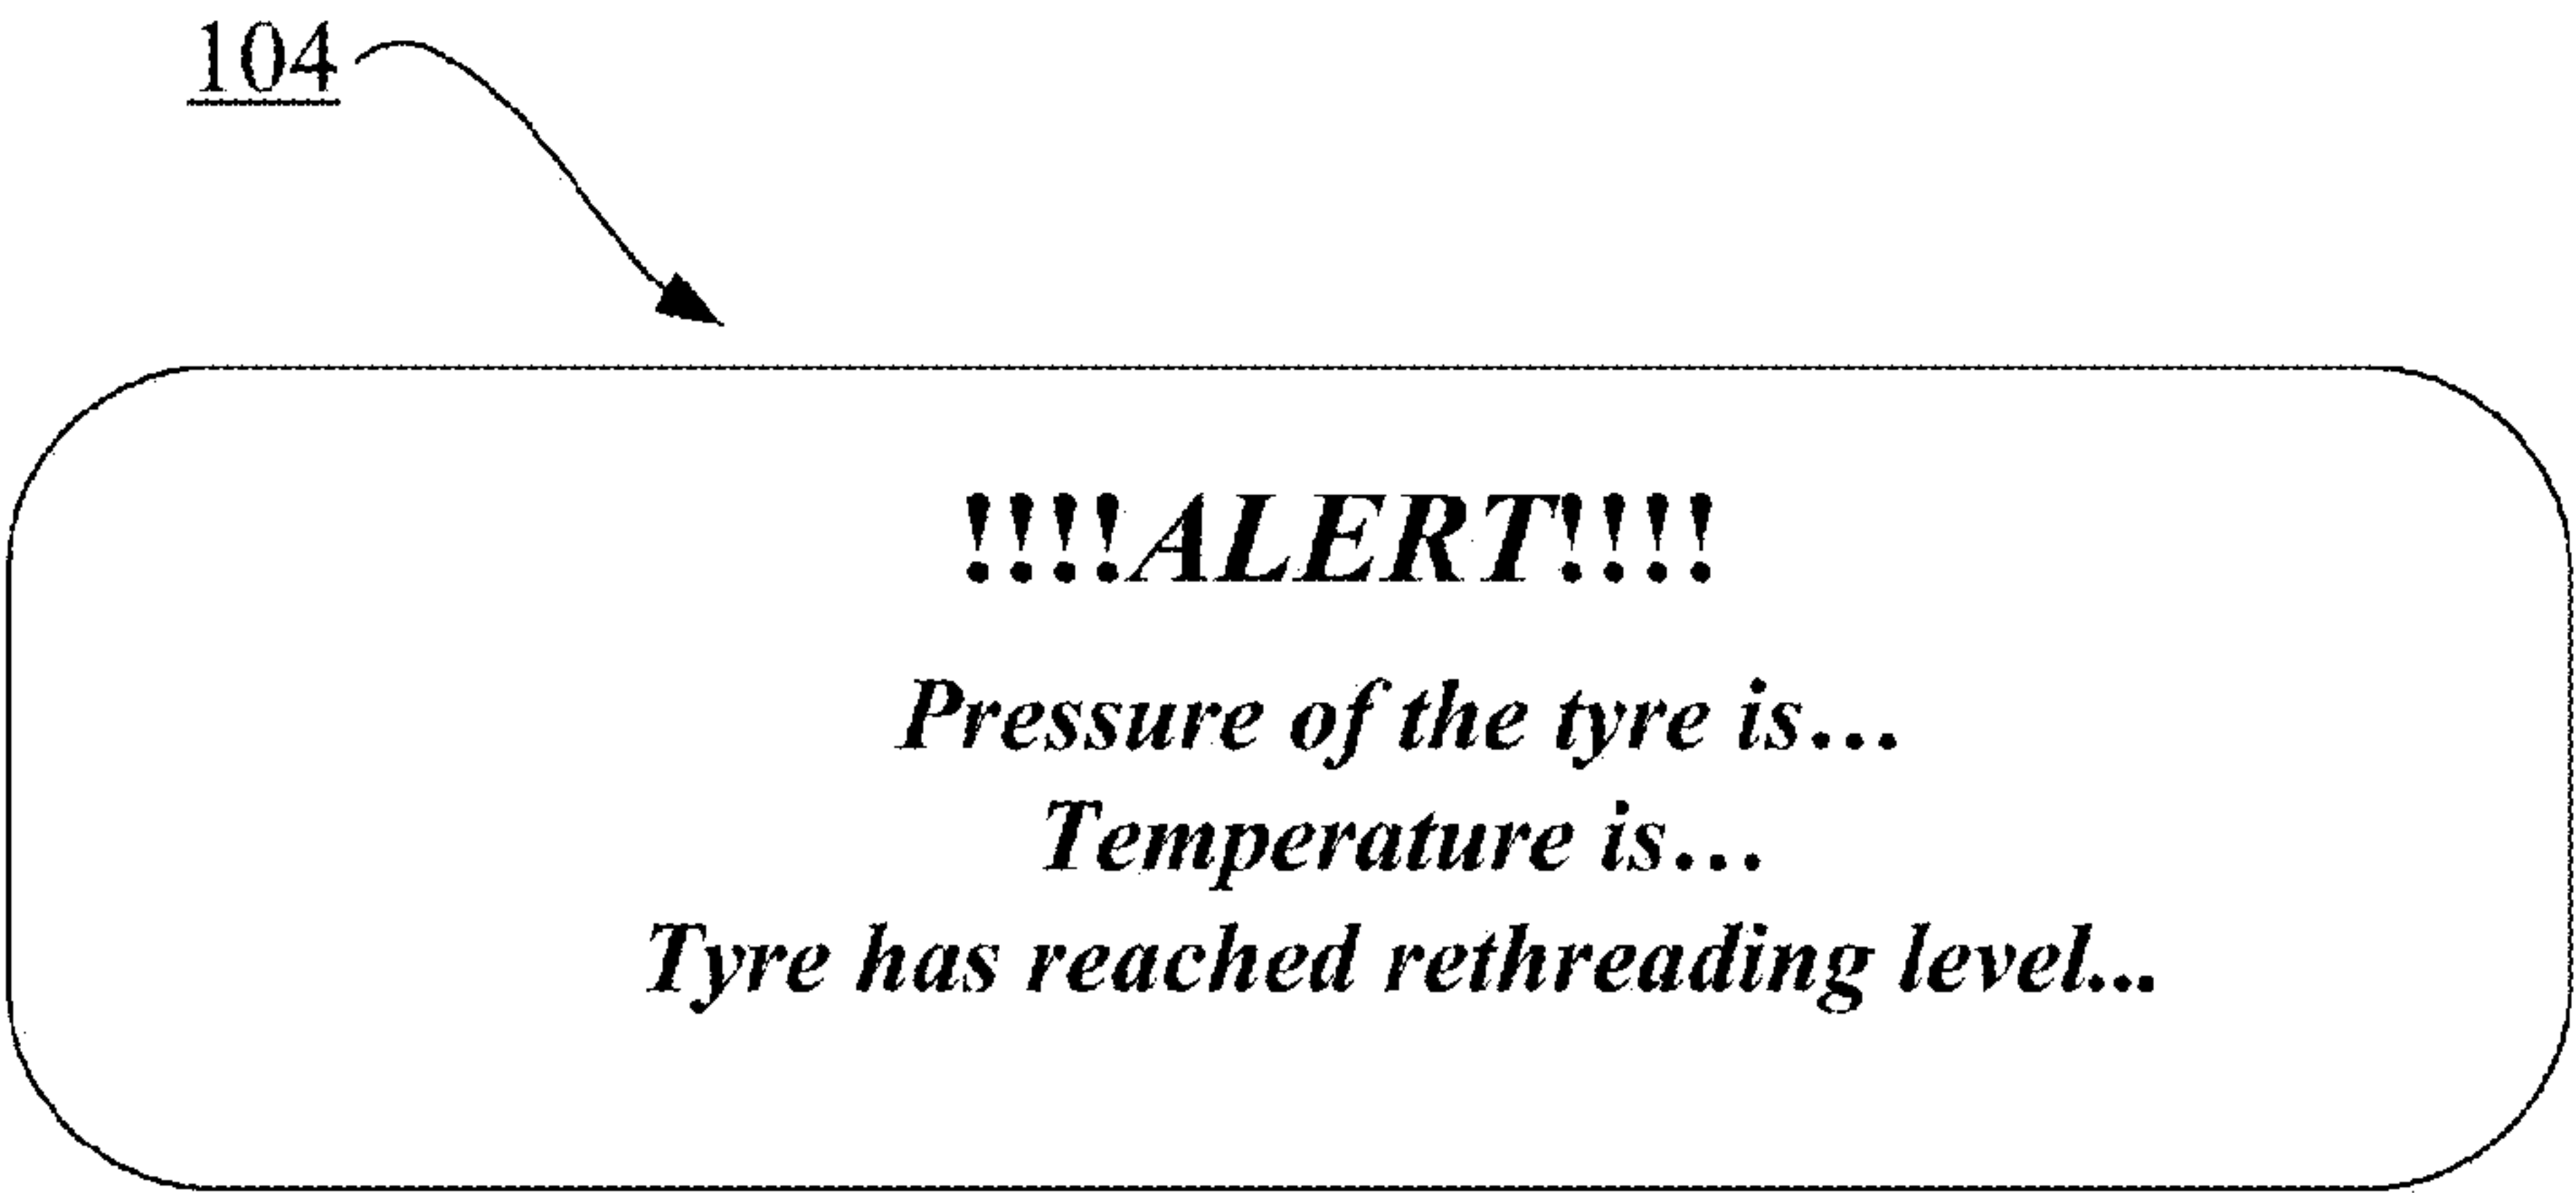 104
!!!!ALERT!!!!
Pressure of the tyre is...
Temperature is...
Tyre has reached rethreading level...